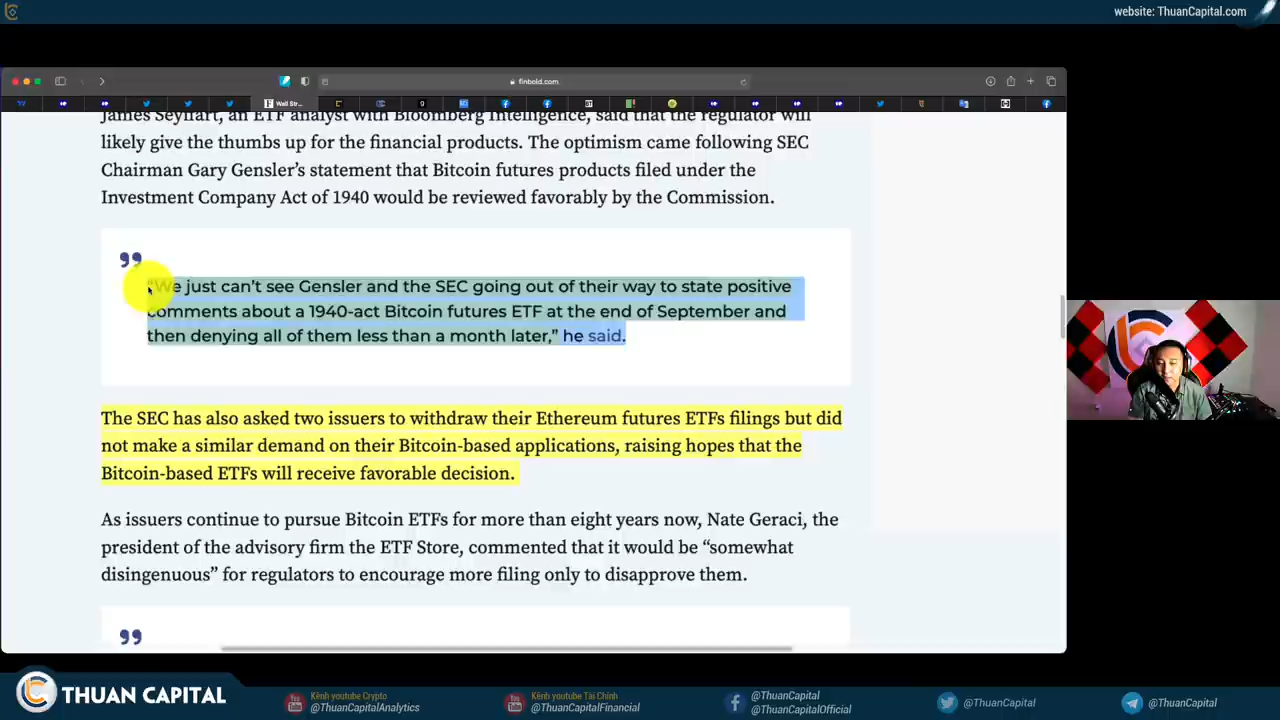 website: ThuanCapital.com
finbold.com
Wall Str...
James Seyffart, an ETF analyst with Bloomberg Intelligence, said that the regulator will
likely give the thumbs up for the financial products. The optimism came following SEC
Chairman Gary Gensler’s statement that Bitcoin futures products filed under the
Investment Company Act of 1940 would be reviewed favorably by the Commission.
“We just can’t see Gensler and the SEC going out of their way to state positive
comments about a 1940-act Bitcoin futures ETF at the end of September and
then denying all of them less than a month later,” he said.
The SEC has also asked two issuers to withdraw their Ethereum futures ETFs filings but did
not make a similar demand on their Bitcoin-based applications, raising hopes that the
Bitcoin-based ETFs will receive favorable decision.
As issuers continue to pursue Bitcoin ETFs for more than eight years now, Nate Geraci, the
president of the advisory firm the ETF Store, commented that it would be “somewhat
disingenuous” for regulators to encourage more filing only to disapprove them.
THUAN CAPITAL
Kênh youtube Crypto
@ThuanCapitalAnalytics
Kênh youtube Tài Chính
@ThuanCapitalFinancial
@ThuanCapital
@ThuanCapitalOfficial
@ThuanCapital
@ThuanCapital